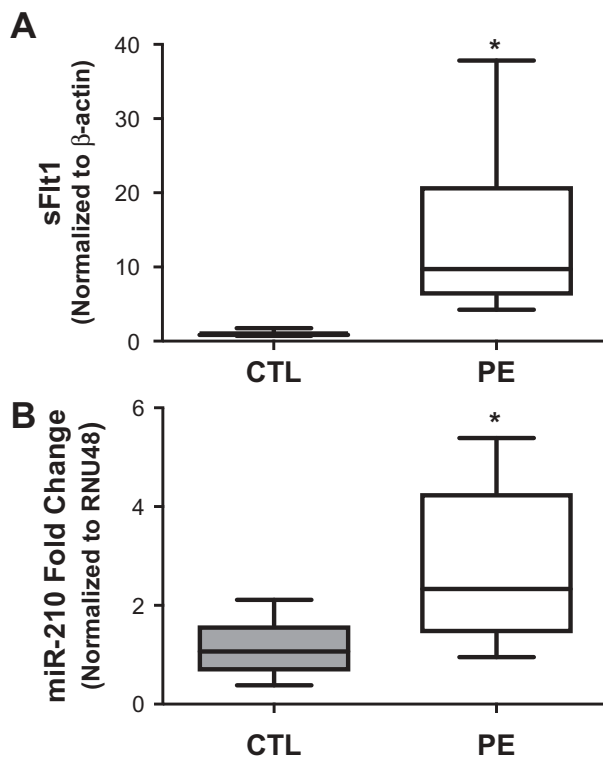 A
sFlt1
(Normalized to β-actin)
40
30
20
10
0
*
CTL PE
B
miR-210 Fold Change
(Normalized to RNU48)
6
4
2
0
*
CTL PE